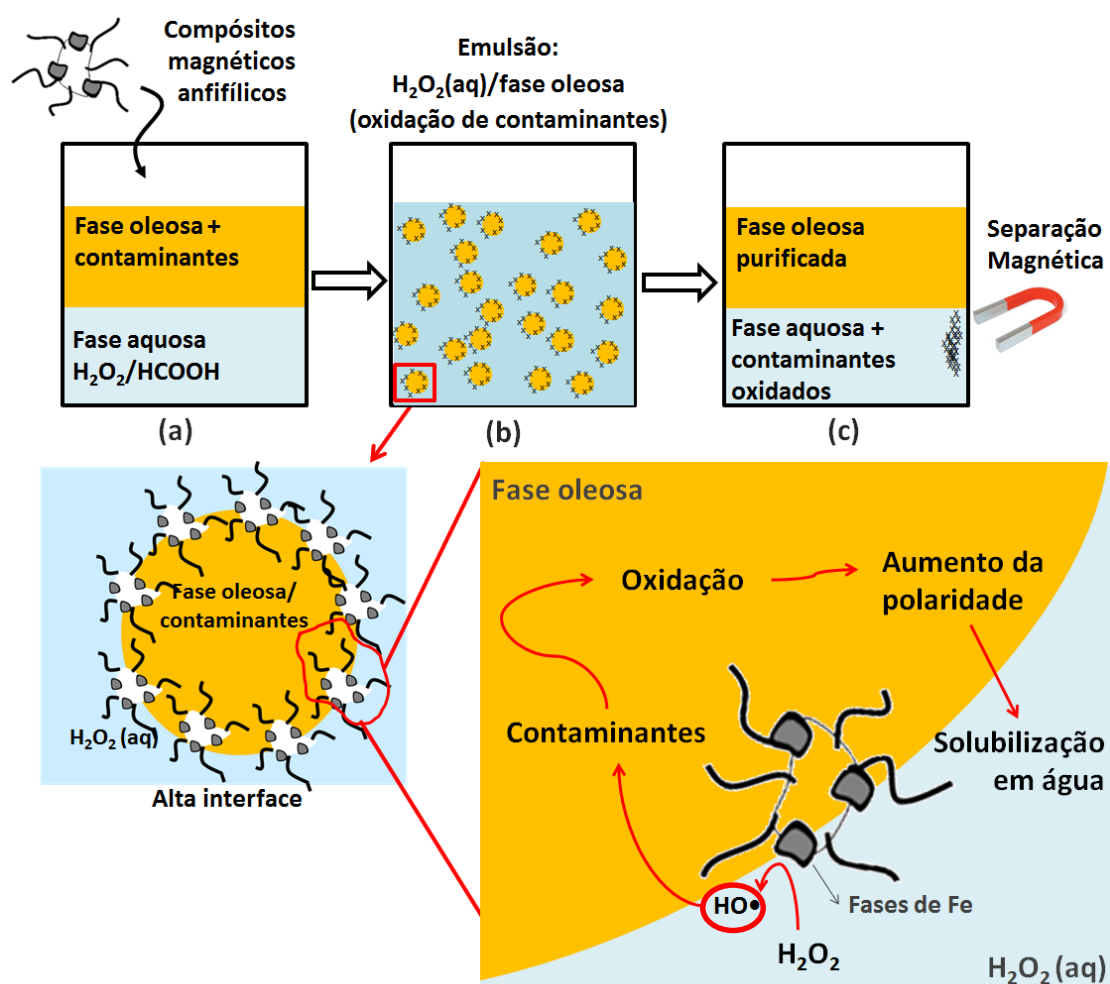 Compósitos
magnéticos
anfifílicos
Emulsão:
H₂O₂(aq)/fase oleosa
(oxidação de contaminantes)
Fase oleosa +
contaminantes
Fase aquosa
H₂O₂/HCOOH
Fase oleosa
purificada
Fase aquosa +
contaminantes
oxidados
Separação
Magnética
(a)
(b)
(c)
Fase oleosa/
contaminantes
H₂O₂ (aq)
Alta interface
Fase oleosa
Oxidação
Aumento da
polaridade
Contaminantes
Solubilização
em água
HO•
Fases de Fe
H₂O₂
H₂O₂ (aq)